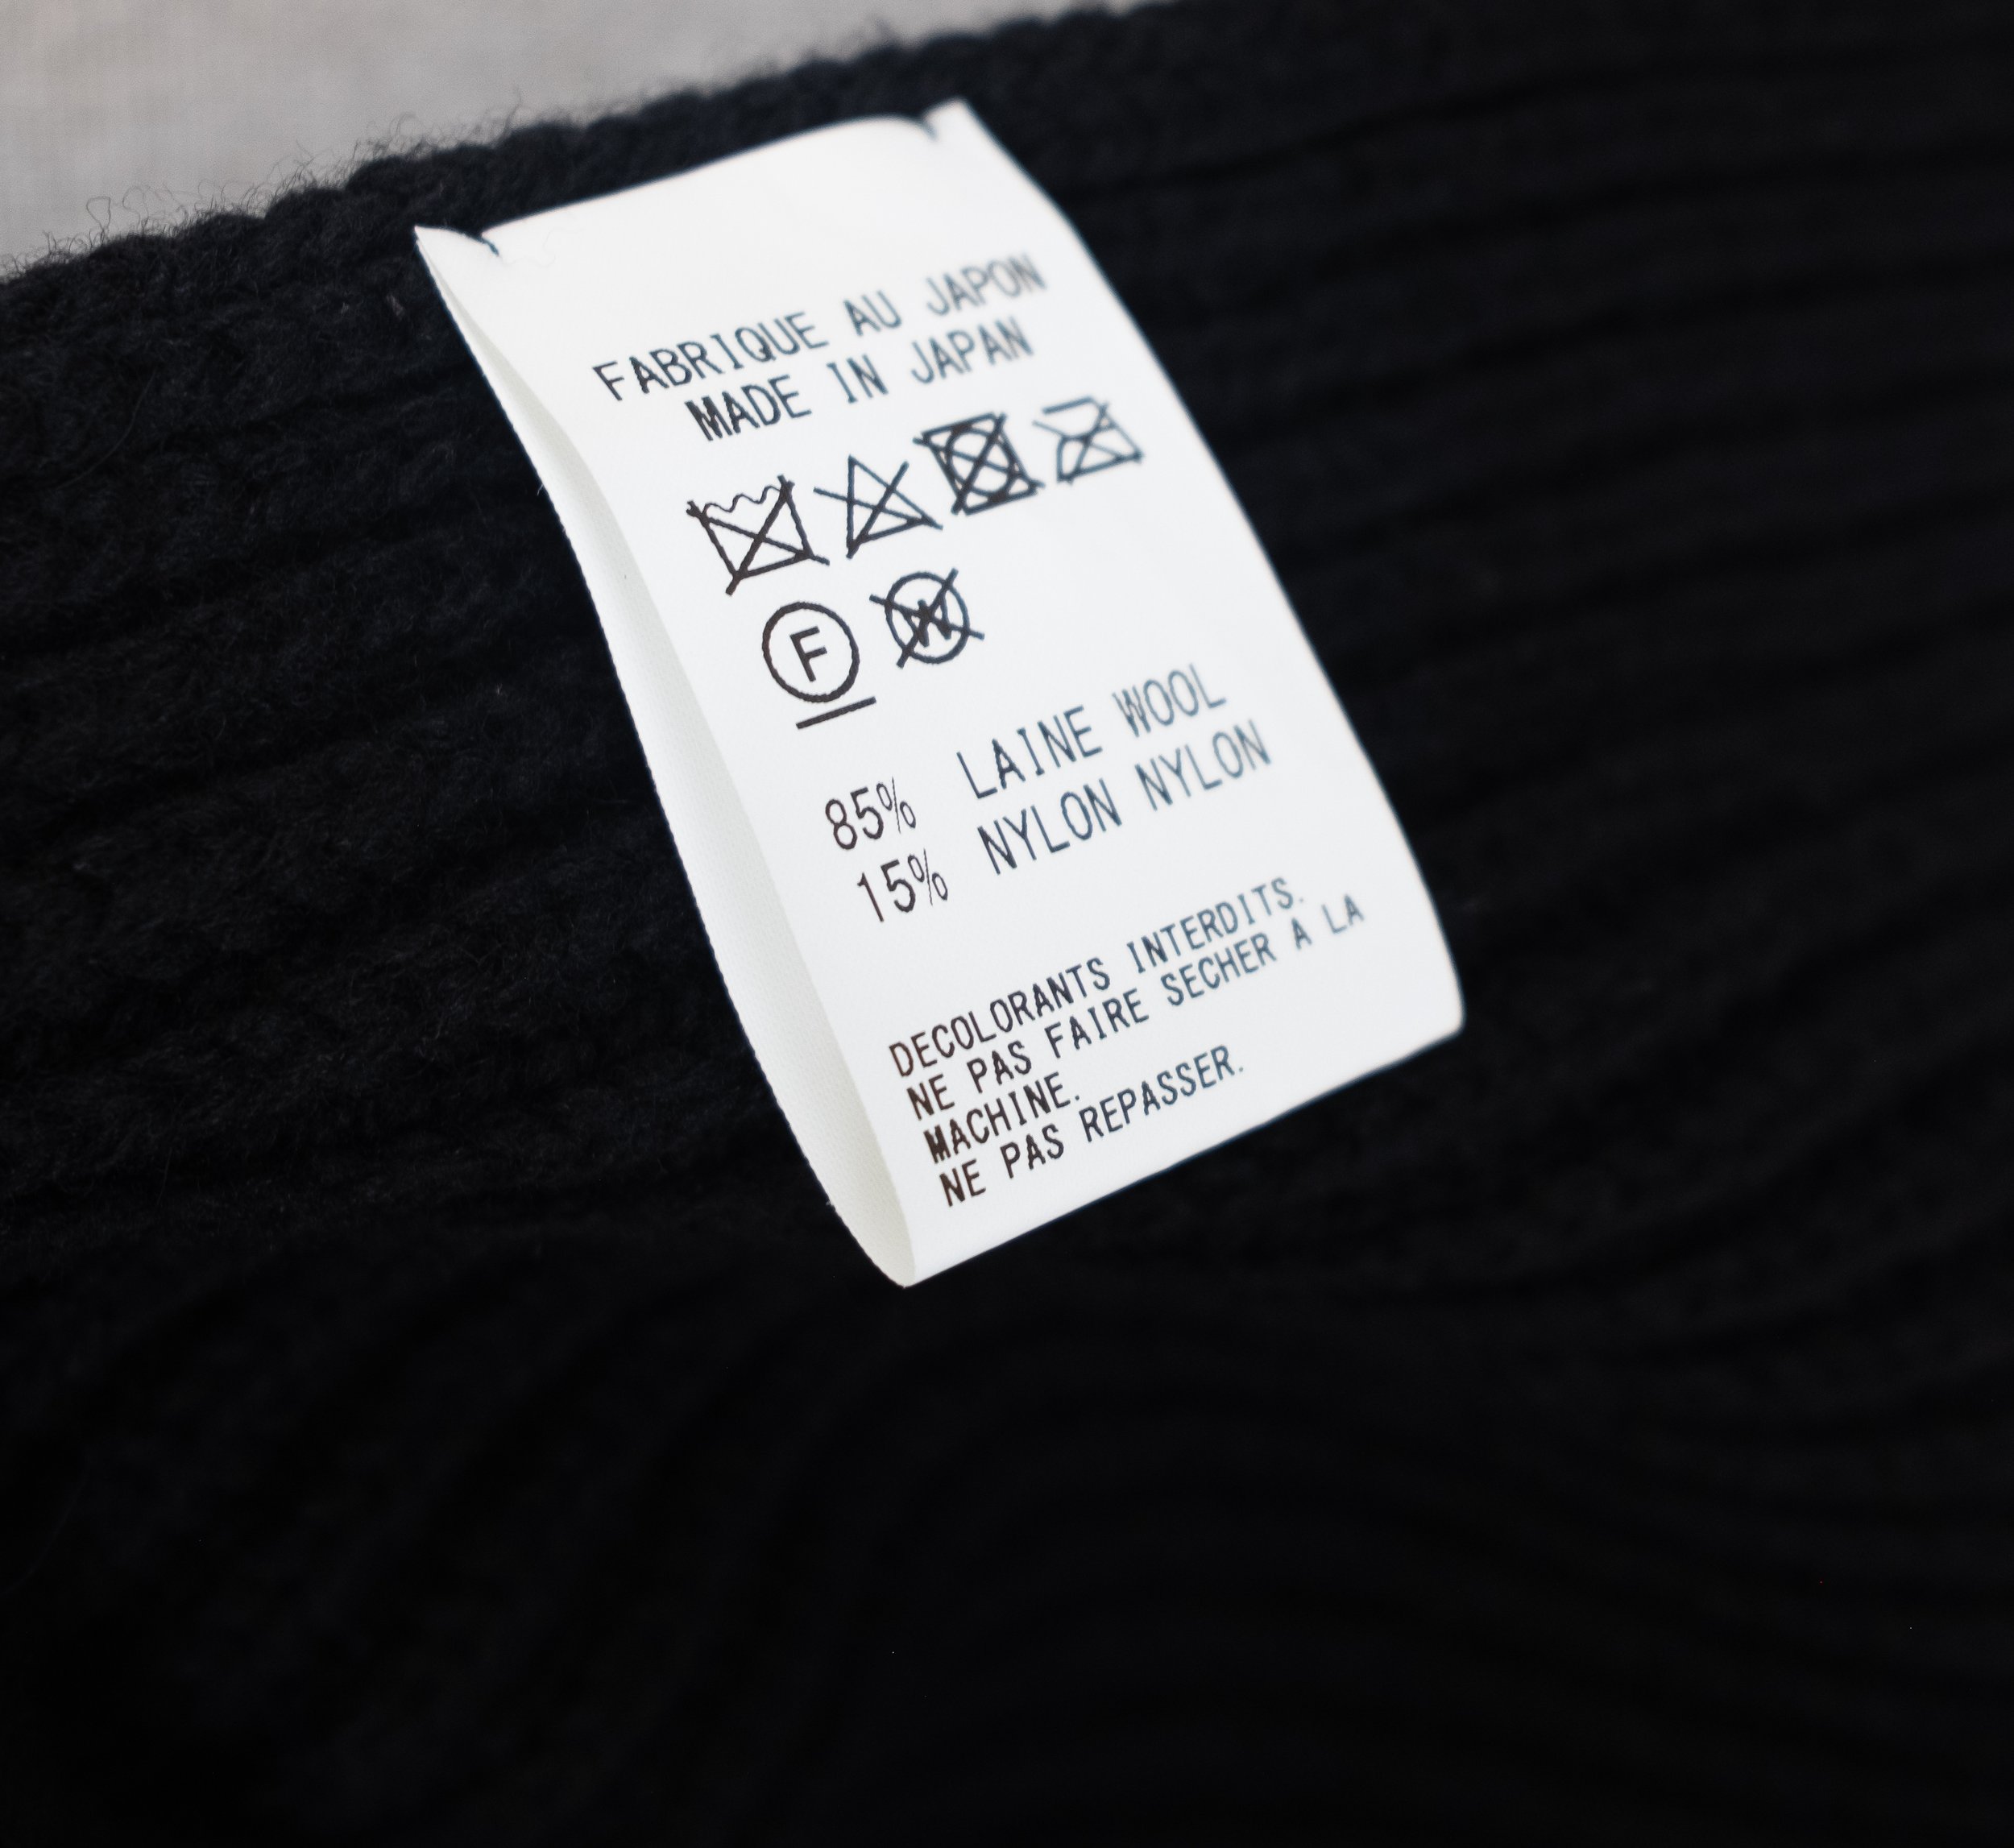 FABRIQUE AU JAPON
MADE IN JAPAN
F W
85% LAINE WOOL
15% NYLON NYLON
DECOLORANTS INTERDITS.
NE PAS FAIRE SECHER A LA
MACHINE.
NE PAS REPASSER.